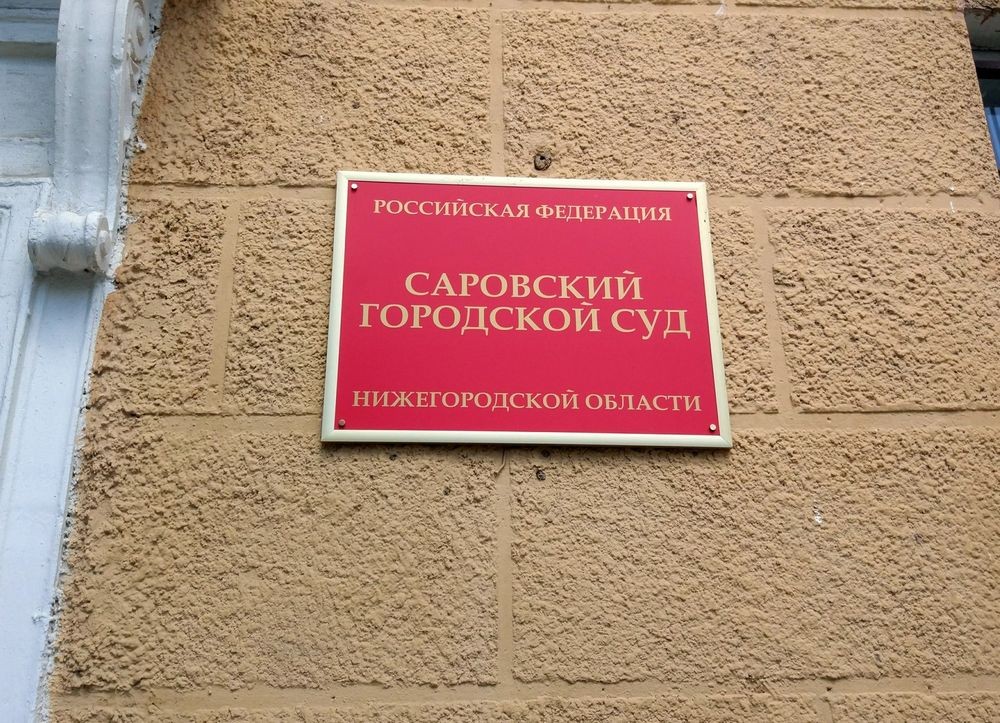 РОССИЙСКАЯ ФЕДЕРАЦИЯ
САРОВСКИЙ
ГОРОДСКОЙ СУД
НИЖЕГОРОДСКОЙ ОБЛАСТИ